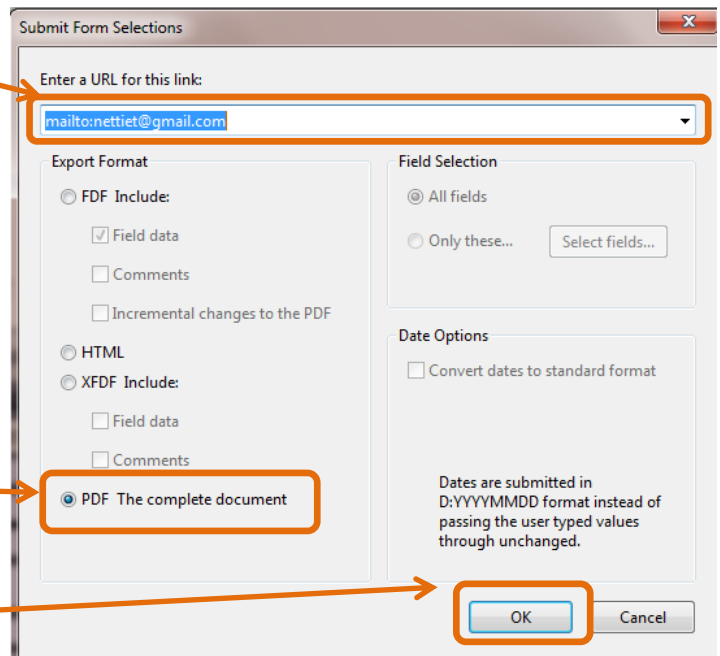 Submit Form Selections
x
Enter a URL for this link:
mailto:nettiet@gmail.com
Export Format
FDF Include:
Field data
Comments
Incremental changes to the PDF
HTML
XFDF Include:
Field data
Comments
PDF The complete document
Field Selection
All fields
Only these...
Select fields...
Date Options
Convert dates to standard format
Dates are submitted in
D:YYYYMMDD format instead of
passing the user typed values
through unchanged.
OK
Cancel